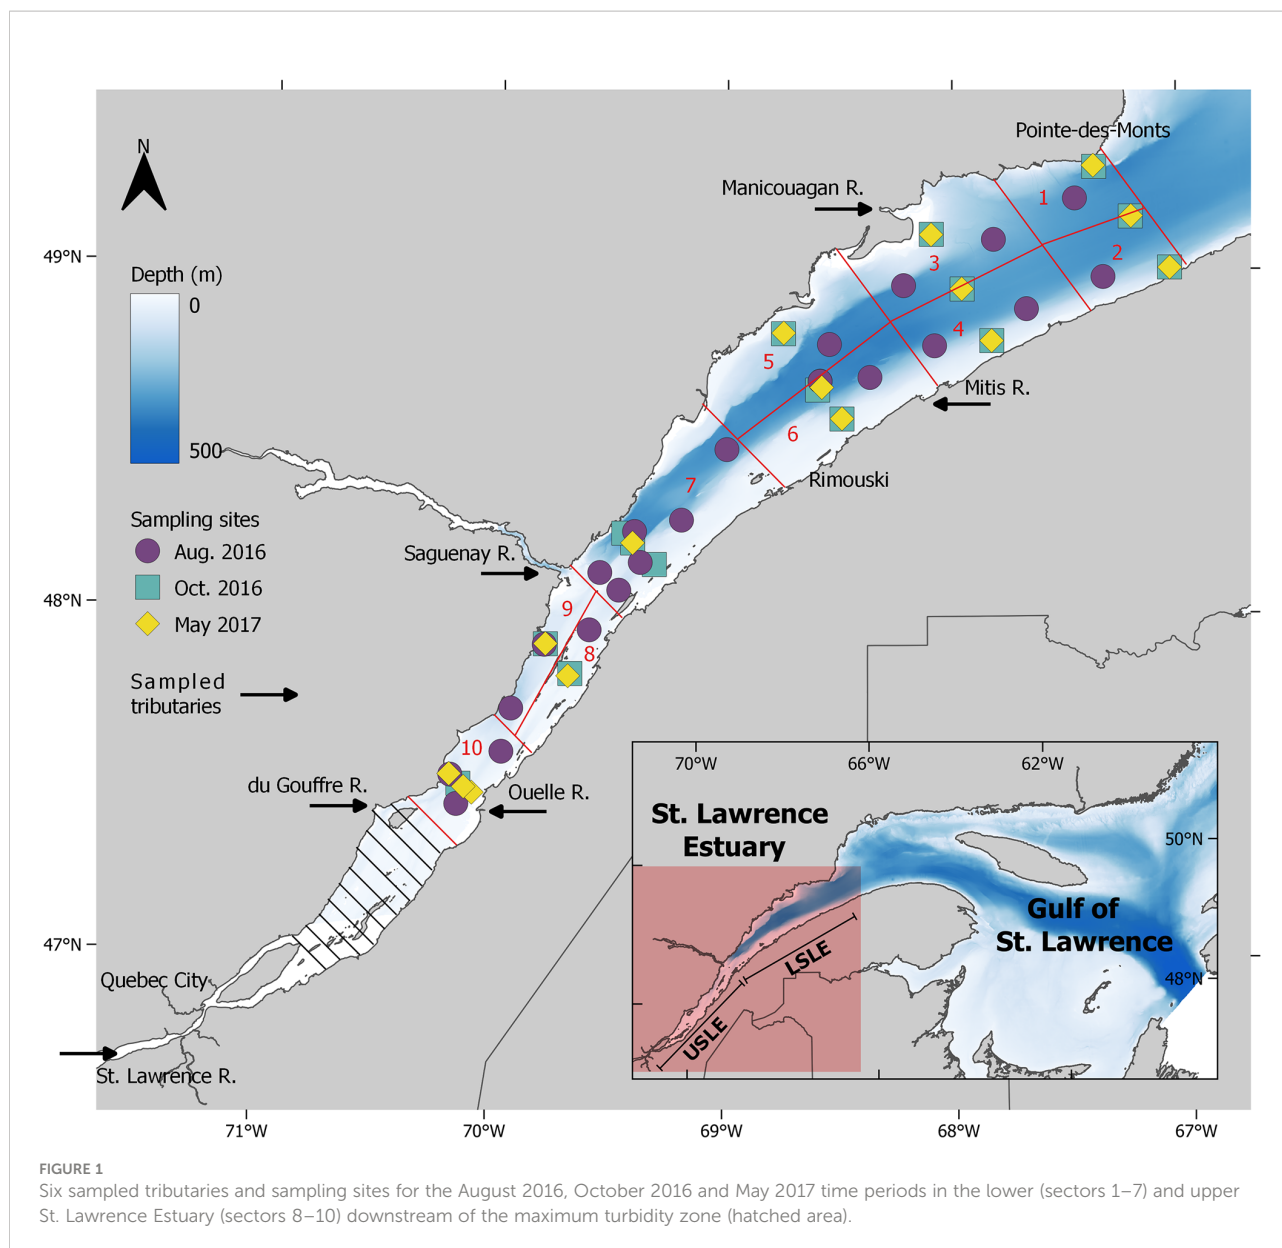 Pointe-des-Monts
N
Manicouagan R.
1
2
3
4
49°N
Depth (m)
0
500
5
6
Mitis R.
Rimouski
7
Sampling sites
Aug. 2016
Oct. 2016
May 2017
Saguenay R.
48°N
9
8
Sampled
tributaries
10
du Gouffre R.
Ouelle R.
70°W
66°W
62°W
St. Lawrence
Estuary
50°N
Gulf of
St. Lawrence
LSLE
48°N
USLE
47°N
Quebec City
St. Lawrence R.
71°W
70°W
69°W
68°W
67°W
FIGURE 1
Six sampled tributaries and sampling sites for the August 2016, October 2016 and May 2017 time periods in the lower (sectors 1–7) and upper
St. Lawrence Estuary (sectors 8–10) downstream of the maximum turbidity zone (hatched area).